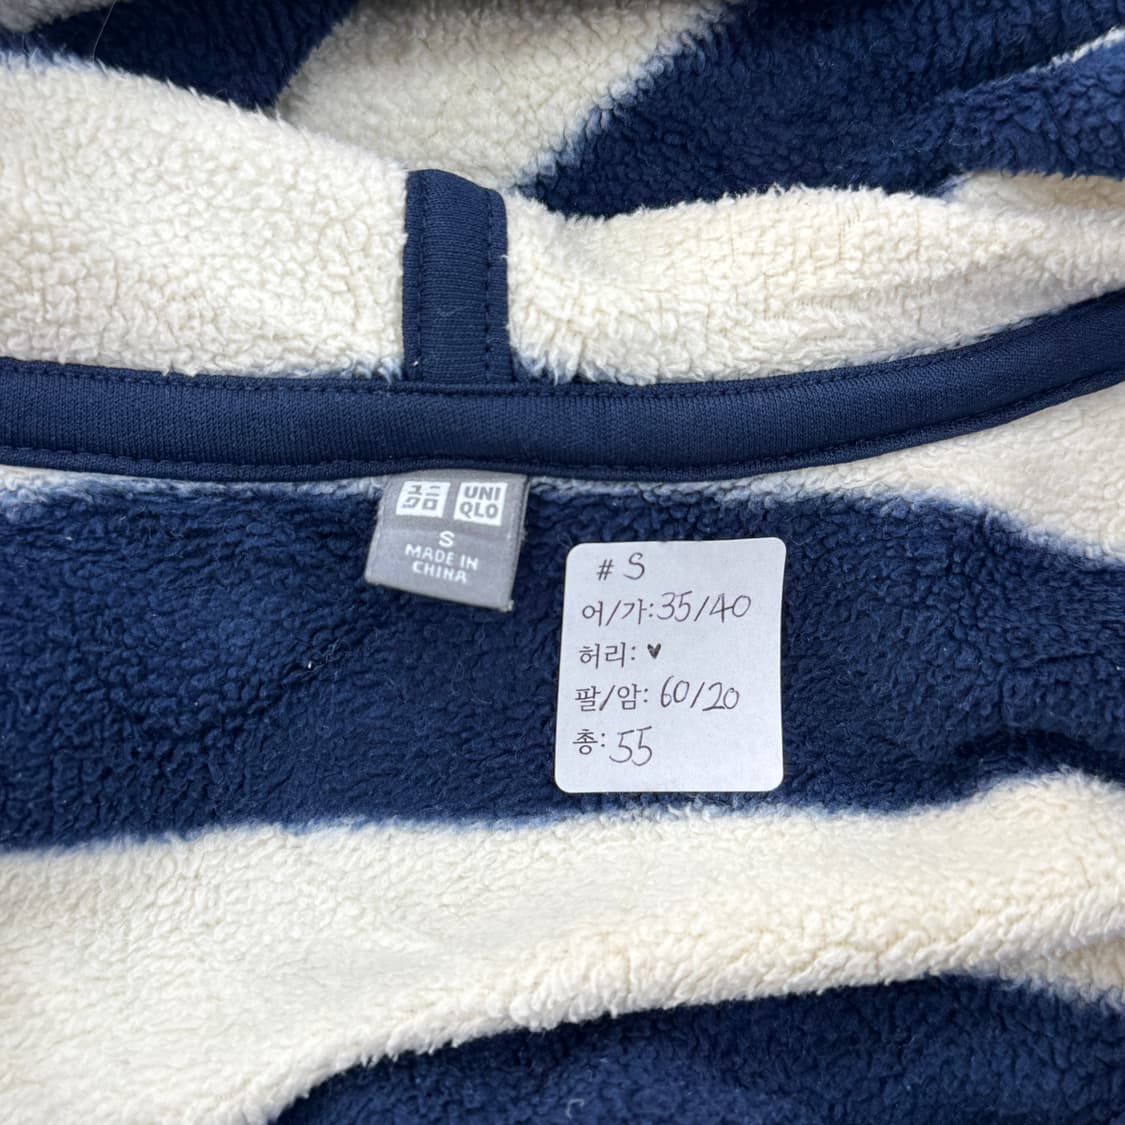 ユニ UNI
クロ QLO
S
MADE IN
CHINA
# S
어/가: 35/40
허리: ♥
팔/암: 60/20
총: 55